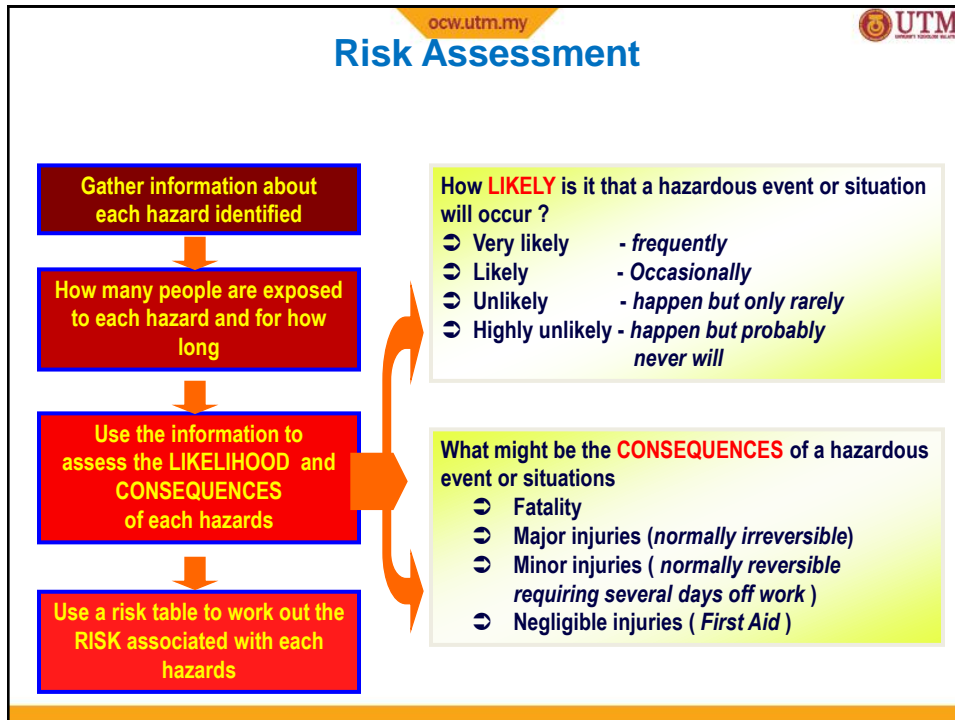 ocw.utm.my
UTM
Risk Assessment
Gather information about
each hazard identified
How many people are exposed
to each hazard and for how
long
Use the information to
assess the LIKELIHOOD and
CONSEQUENCES
of each hazards
Use a risk table to work out the
RISK associated with each
hazards
How LIKELY is it that a hazardous event or situation
will occur ?
➲ Very likely - frequently
➲ Likely - Occasionally
➲ Unlikely - happen but only rarely
➲ Highly unlikely - happen but probably
never will
What might be the CONSEQUENCES of a hazardous
event or situations
➲ Fatality
➲ Major injuries (normally irreversible)
➲ Minor injuries ( normally reversible
requiring several days off work )
➲ Negligible injuries ( First Aid )